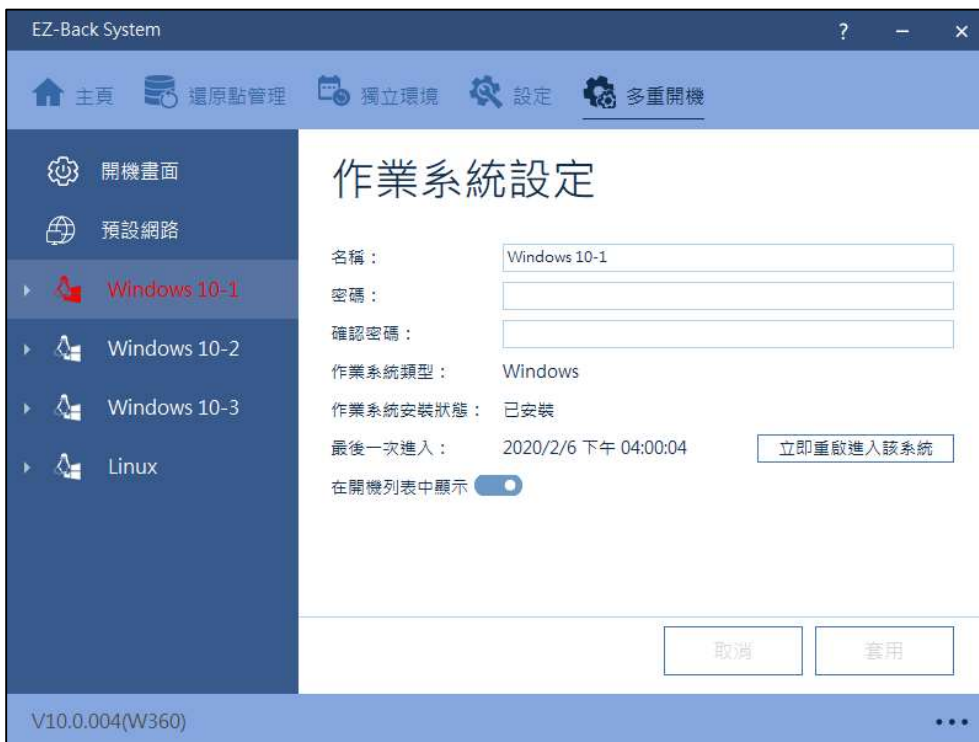 EZ-Back System
?
主頁 還原點管理 獨立環境 設定 多重開機
開機畫面
預設網路
Windows 10-1
Windows 10-2
Windows 10-3
Linux
作業系統設定
名稱： Windows 10-1
密碼：
確認密碼：
作業系統類型： Windows
作業系統安裝狀態： 已安裝
最後一次進入： 2020/2/6 下午 04:00:04 立即重啟進入該系統
在開機列表中顯示
取消 套用
V10.0.004(W360)